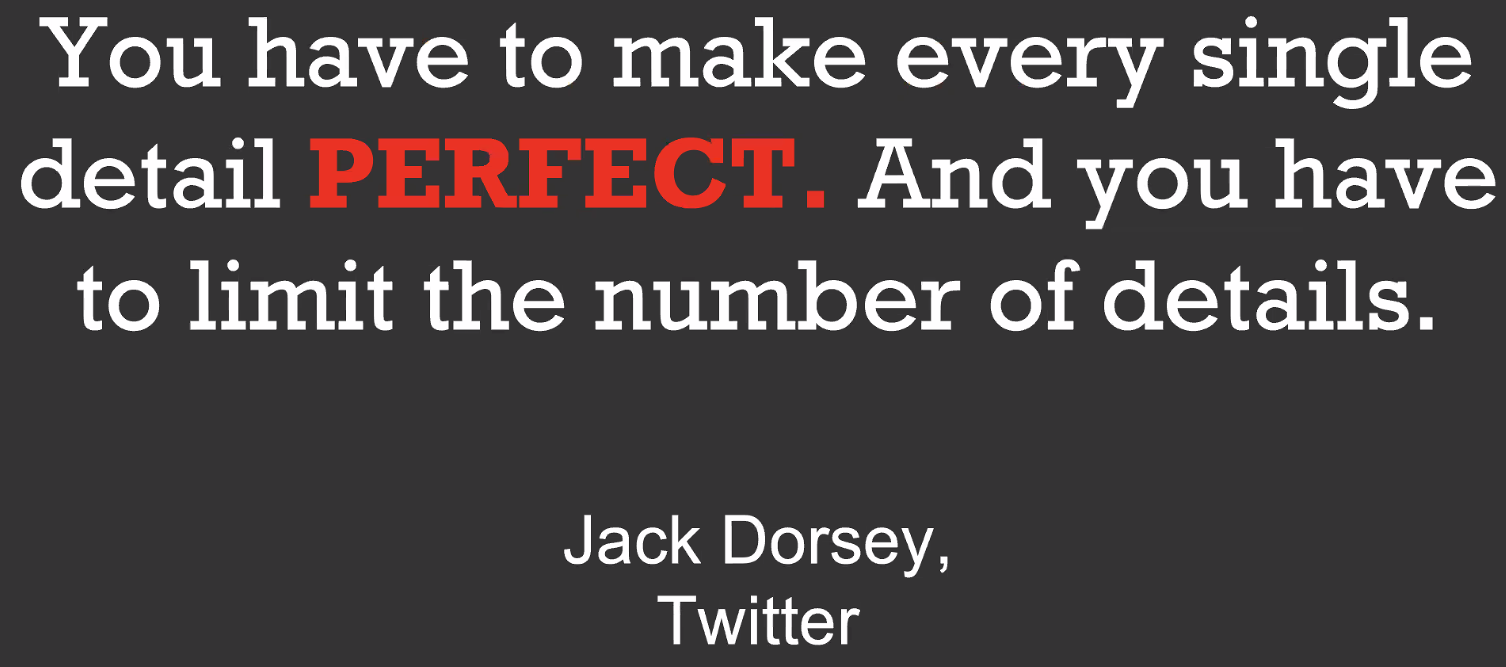 You have to make every single
detail PERFECT. And you have
to limit the number of details.
Jack Dorsey,
Twitter